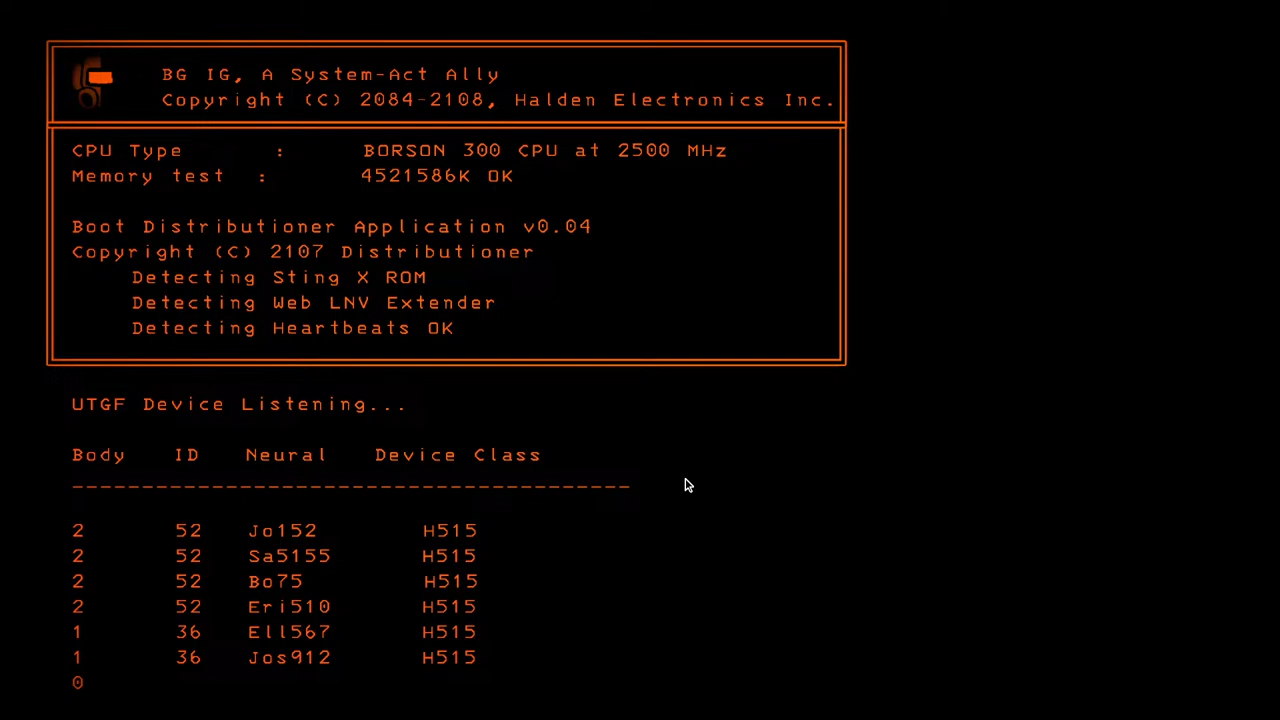 BG IG, A System-Act Ally
Copyright (C) 2084-2108, Halden Electronics Inc.
CPU Type : BORSON 300 CPU at 2500 MHz
Memory test : 4521586K OK
Boot Distributioner Application v0.04
Copyright (C) 2107 Distributioner
Detecting Sting X ROM
Detecting Web LNV Extender
Detecting Heartbeats OK
UTGF Device Listening...
Body ID Neural Device Class
----------------------------------------
2 52 Jo152 H515
2 52 Sa5155 H515
2 52 Bo75 H515
2 52 Eri510 H515
1 36 Ell567 H515
1 36 Jos912 H515
0